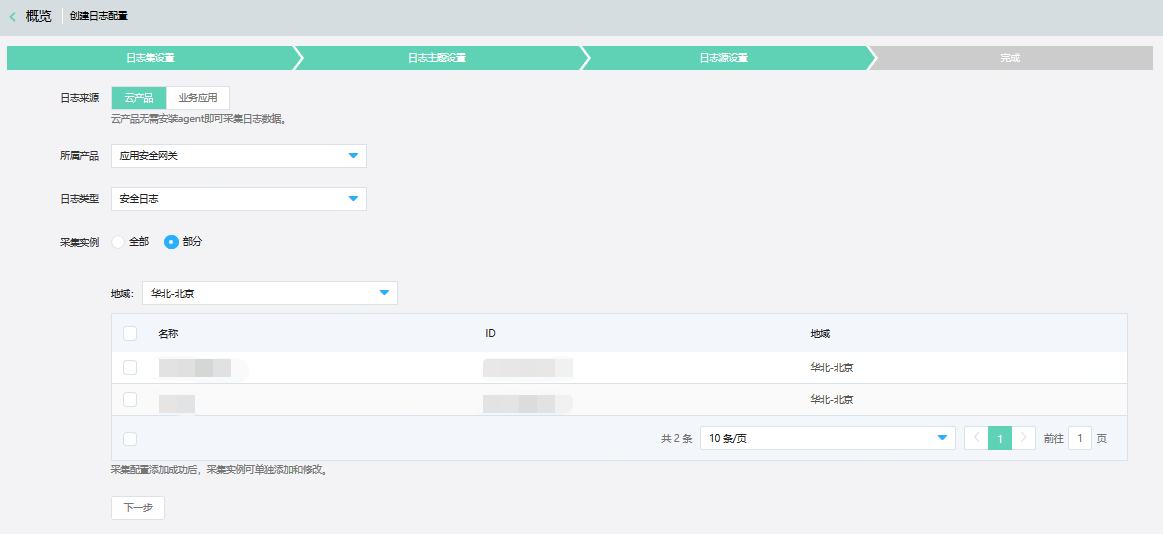 概览 创建日志配置
日志集设置 日志主题设置 日志源设置 完成
日志来源 云产品 业务应用
云产品无需安装agent即可采集日志数据。
所属产品 应用安全网关
日志类型 安全日志
采集实例 全部 部分
地域： 华北-北京
名称 ID 地域
华北-北京
华北-北京
共 2 条 10 条/页 1 前往 1 页
采集配置添加成功后，采集实例可单独添加和修改。
下一步